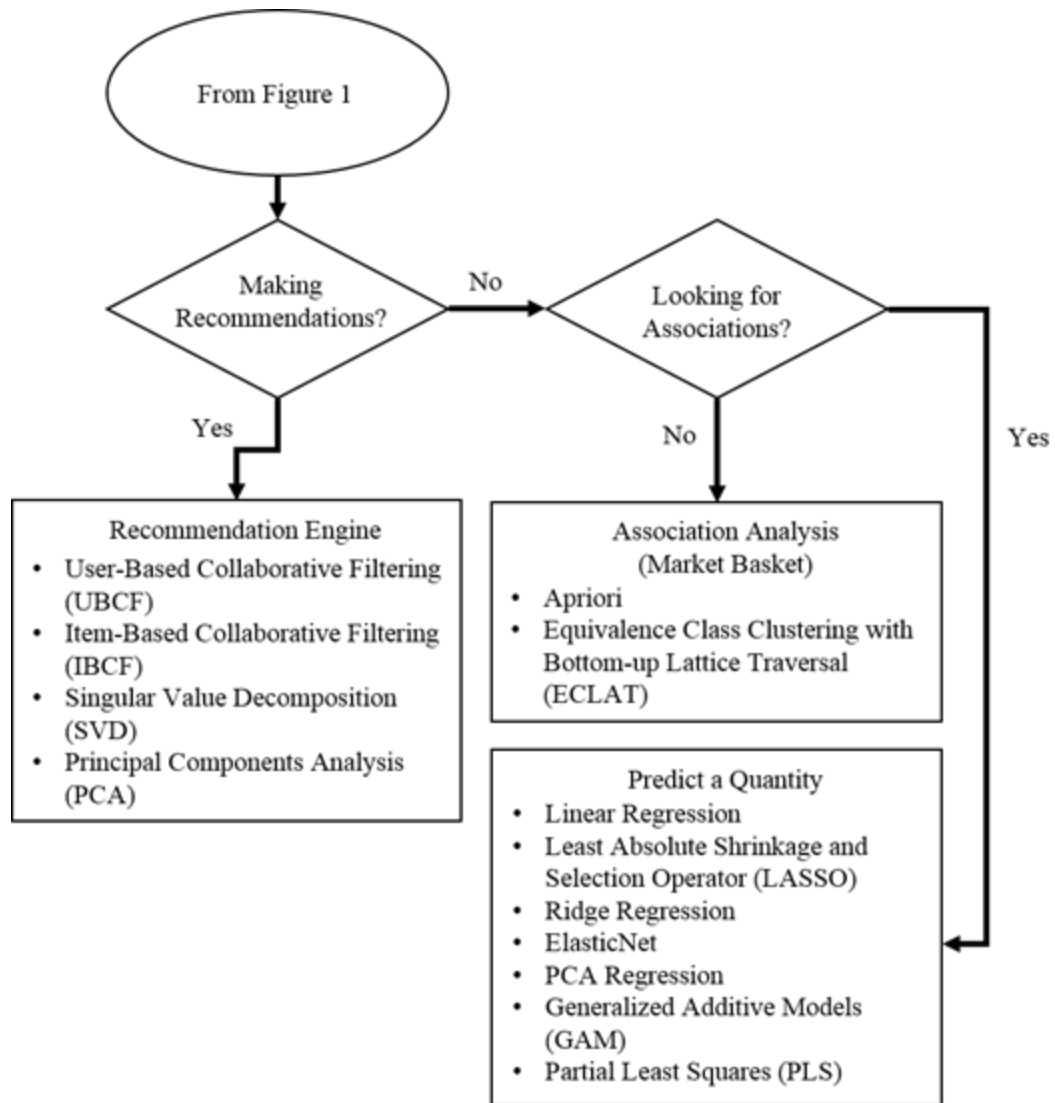 From Figure 1
Making
Recommendations?
No
Looking for
Associations?
Yes
No
Yes
Recommendation Engine
• User-Based Collaborative Filtering
(UBCF)
• Item-Based Collaborative Filtering
(IBCF)
• Singular Value Decomposition
(SVD)
• Principal Components Analysis
(PCA)
Association Analysis
(Market Basket)
• Apriori
• Equivalence Class Clustering with
Bottom-up Lattice Traversal
(ECLAT)
Predict a Quantity
• Linear Regression
• Least Absolute Shrinkage and
Selection Operator (LASSO)
• Ridge Regression
• ElasticNet
• PCA Regression
• Generalized Additive Models
(GAM)
• Partial Least Squares (PLS)